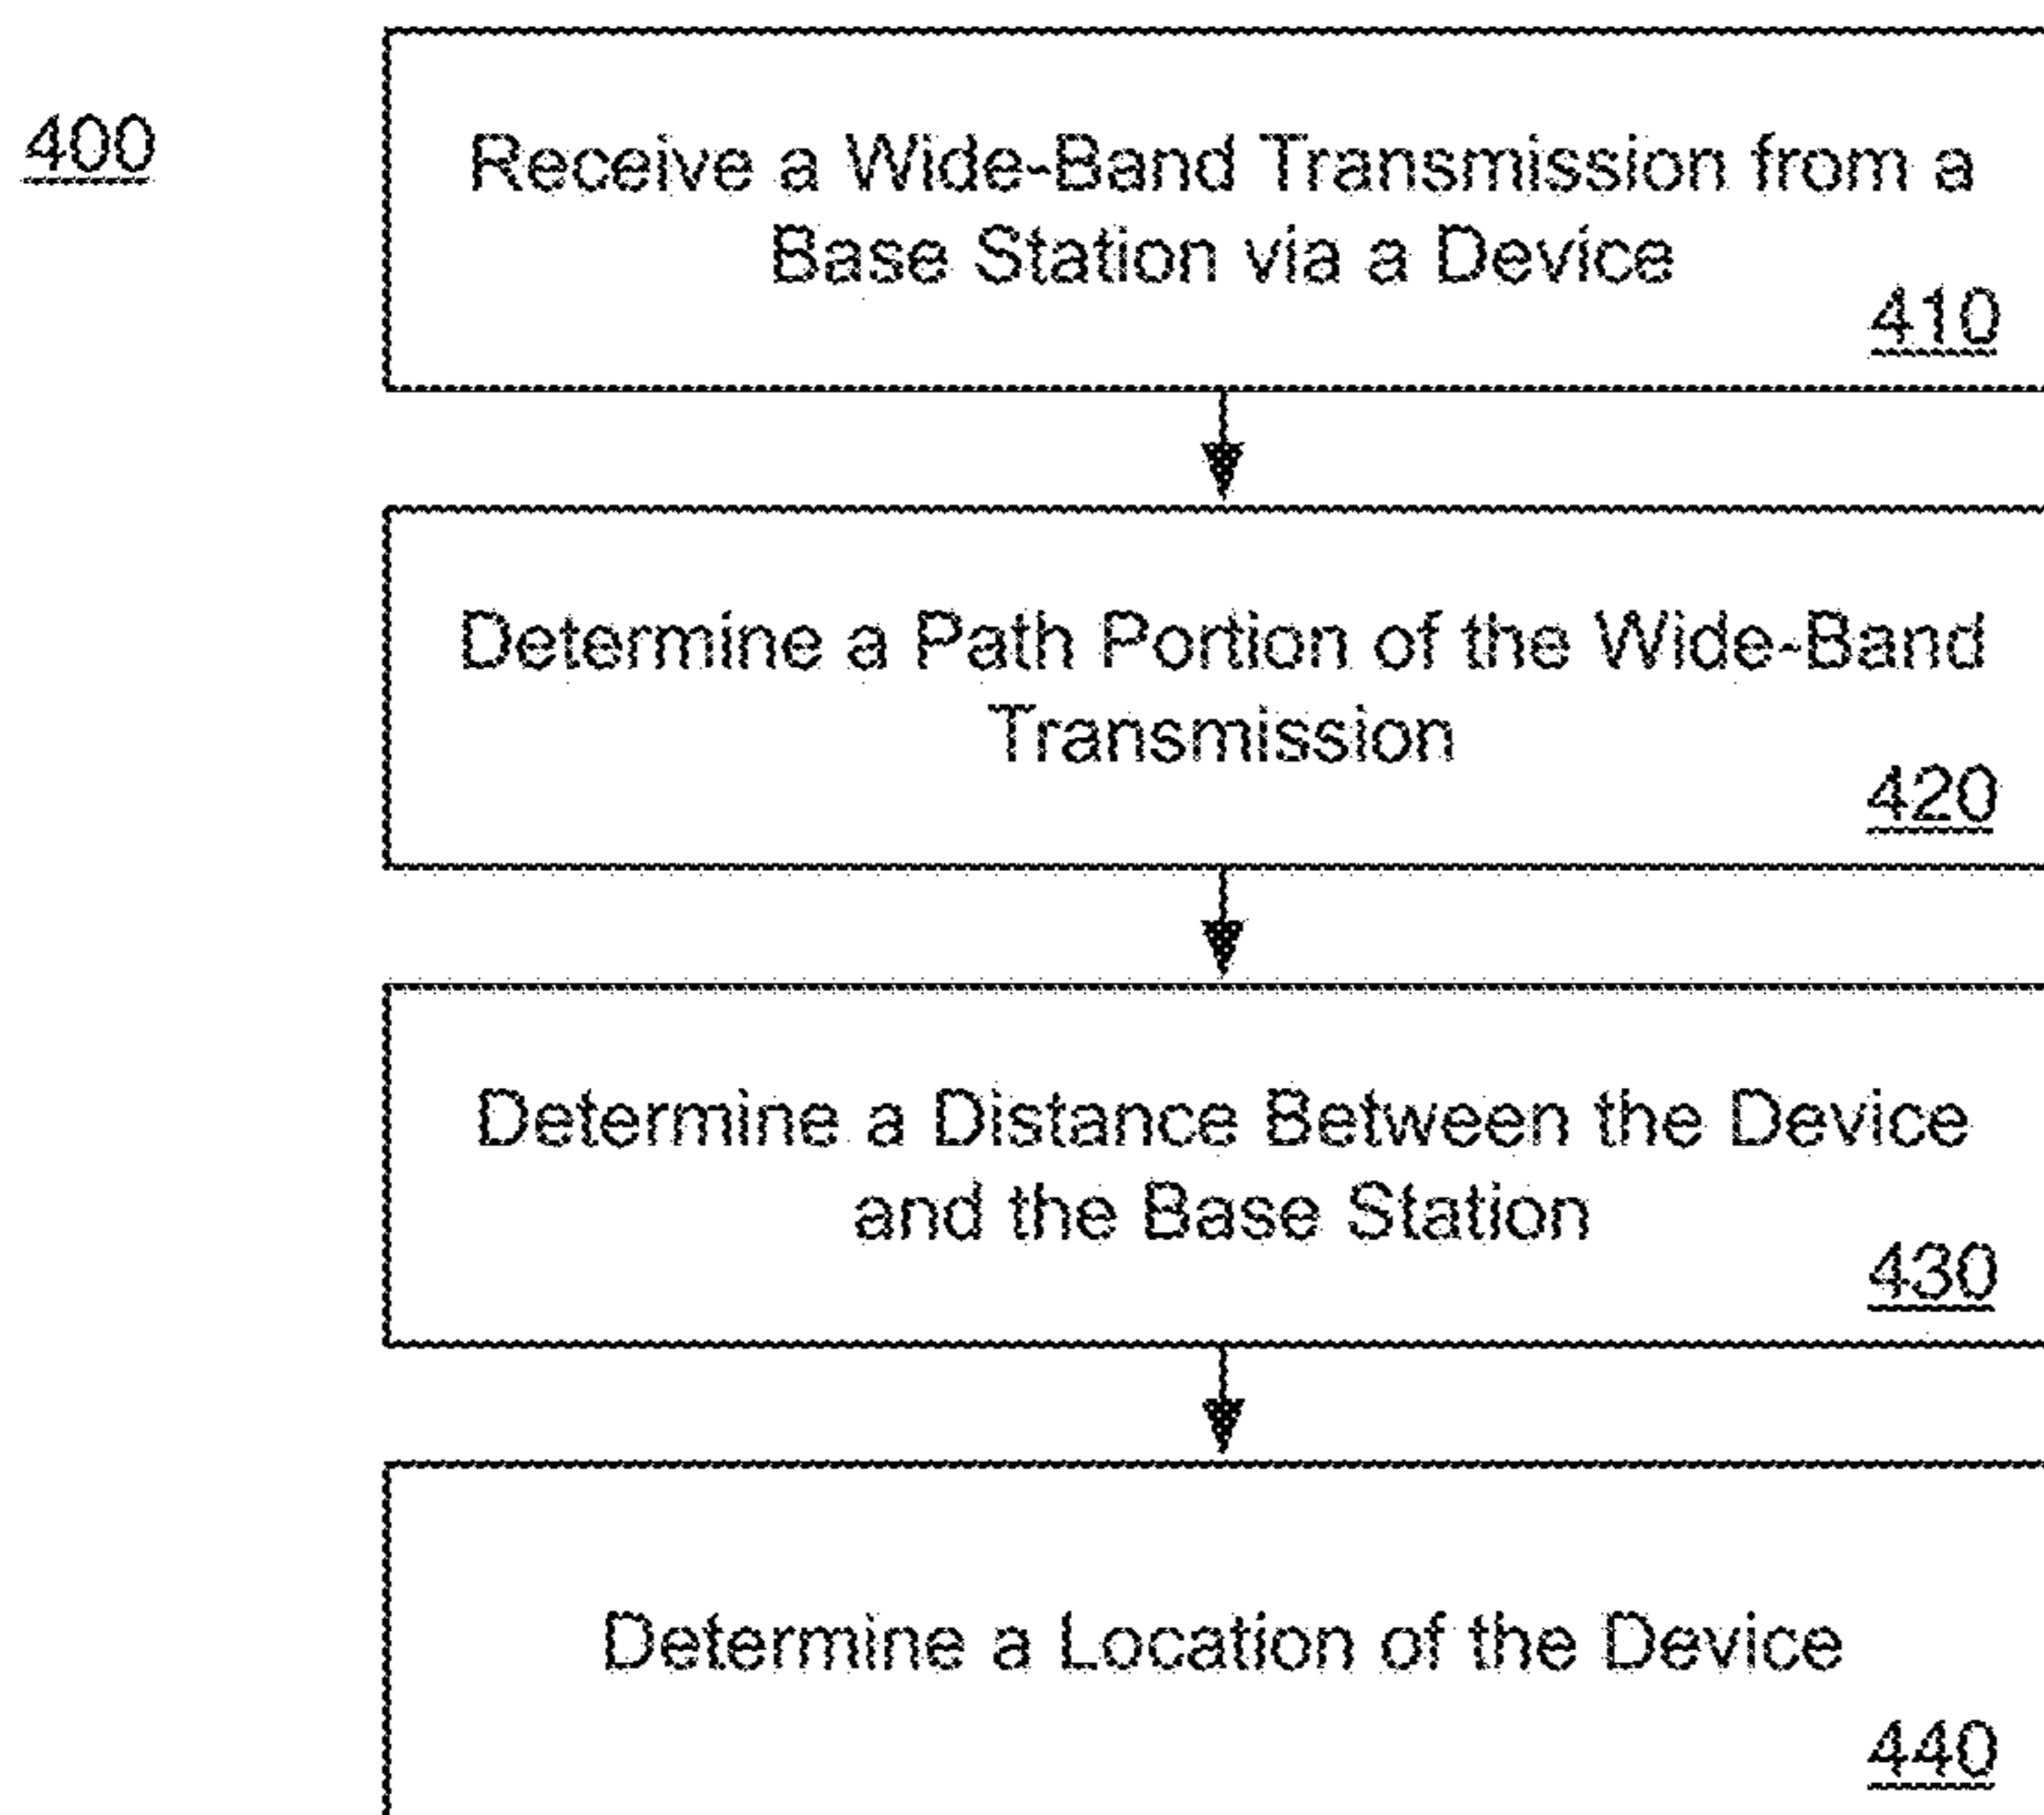 400
Receive a Wide-Band Transmission from a
Base Station via a Device
410
Determine a Path Portion of the Wide-Band
Transmission
420
Determine a Distance Between the Device
and the Base Station
430
Determine a Location of the Device
440